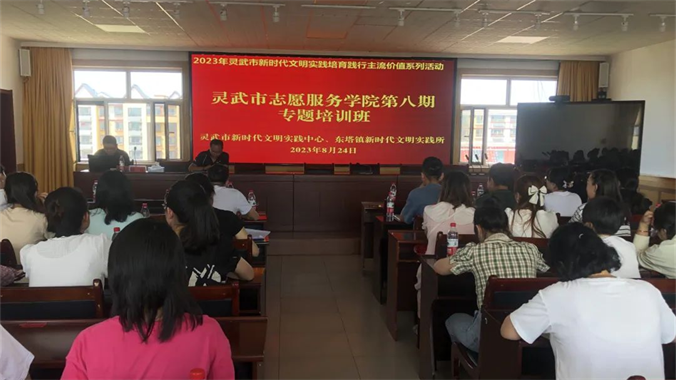 2023年灵武市新时代文明实践培育践行主流价值系列活动
灵武市志愿服务学院第八期
专题培训班
灵武市新时代文明实践中心、东塔镇新时代文明实践所
2023年8月24日